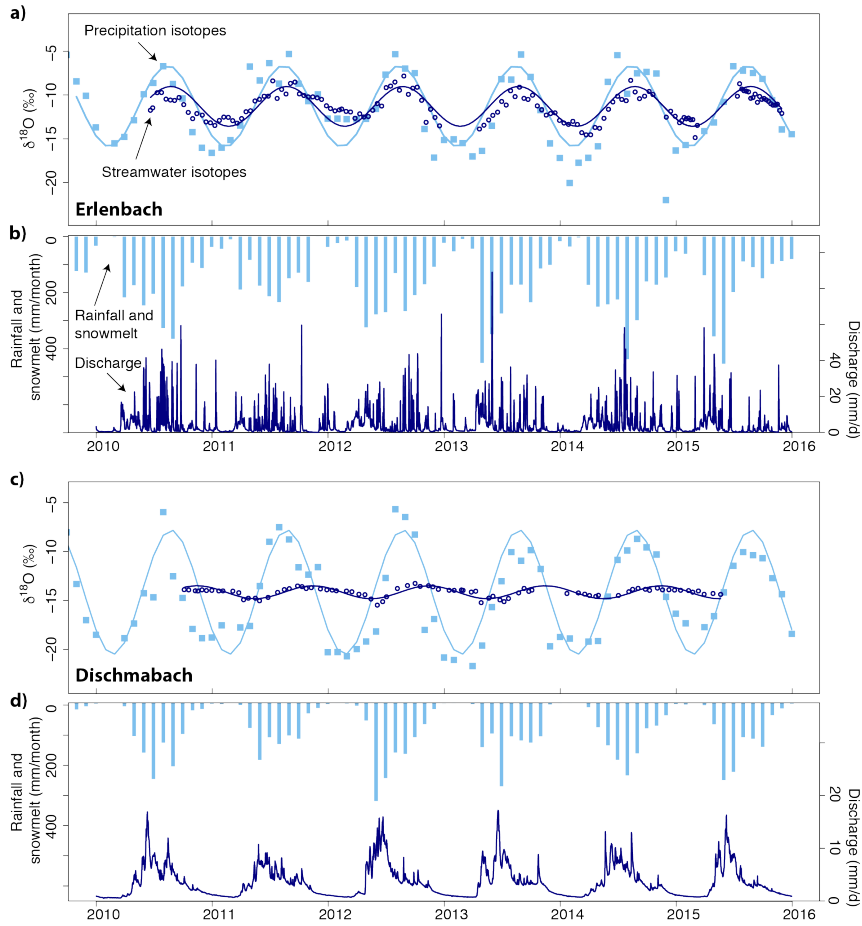 a)
Precipitation isotopes
−5
−10
−15
−20
δ18O (‰)
Streamwater isotopes
Erlenbach
b)
0
200
400
Rainfall and
snowmelt (mm/month)
Rainfall and
snowmelt
Discharge
40
20
0
Discharge (mm/d)
2010 2011 2012 2013 2014 2015 2016
c)
−5
−10
−15
−20
δ18O (‰)
Dischmabach
d)
0
200
400
Rainfall and
snowmelt (mm/month)
20
10
0
Discharge (mm/d)
2010 2011 2012 2013 2014 2015 2016